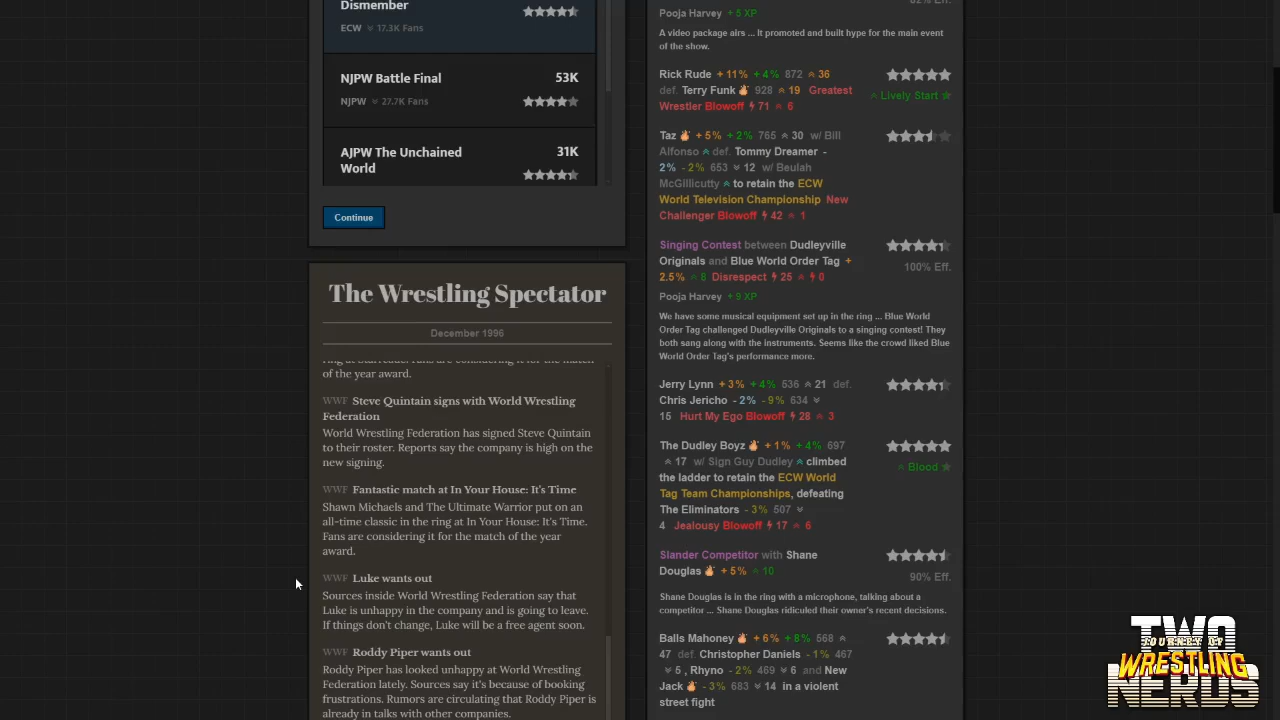 Dismember
ECW 17.3K Fans
NJPW Battle Final 53K
NJPW 27.7K Fans
AJPW The Unchained World 31K
Continue
The Wrestling Spectator
December 1996
of the year award.
WWF Steve Quintain signs with World Wrestling
Federation
World Wrestling Federation has signed Steve Quintain
to their roster. Reports say the company is high on the
new signing.
WWF Fantastic match at In Your House: It's Time
Shawn Michaels and The Ultimate Warrior put on an
all-time classic in the ring at In Your House: It's Time.
Fans are considering it for the match of the year
award.
WWF Luke wants out
Sources inside World Wrestling Federation say that
Luke is unhappy in the company and is going to leave.
If things don't change, Luke will be a free agent soon.
WWF Roddy Piper wants out
Roddy Piper has looked unhappy at World Wrestling
Federation lately. Sources say it's because of booking
frustrations. Rumors are circulating that Roddy Piper is
already in talks with other companies.
Pooja Harvey + 5 XP
A video package airs ... It promoted and built hype for the main event
of the show.
Rick Rude + 11% + 4% 872 36
def. Terry Funk 928 19 Greatest
Wrestler Blowoff 71 6
Lively Start
Taz + 5% + 2% 765 30 w/ Bill
Alfonso def. Tommy Dreamer -
2% - 2% 653 12 w/ Beulah
McGillicutty to retain the ECW
World Television Championship New
Challenger Blowoff 42 1
Singing Contest between Dudleyville
Originals and Blue World Order Tag +
2.5% 8 Disrespect 25 0
100% Eff.
Pooja Harvey + 9 XP
We have some musical equipment set up in the ring ... Blue World
Order Tag challenged Dudleyville Originals to a singing contest! They
both sang along with the instruments. Seems like the crowd liked Blue
World Order Tag's performance more.
Jerry Lynn + 3% + 4% 536 21 def.
Chris Jericho - 2% - 9% 634
15 Hurt My Ego Blowoff 28 3
The Dudley Boyz + 1% + 4% 697
17 w/ Sign Guy Dudley climbed
the ladder to retain the ECW World
Tag Team Championships, defeating
The Eliminators - 3% 507
4 Jealousy Blowoff 17 6
Blood
Slander Competitor with Shane
Douglas + 5% 10
90% Eff.
Shane Douglas is in the ring with a microphone, talking about a
competitor ... Shane Douglas ridiculed their owner's recent decisions.
Balls Mahoney + 6% + 8% 568
47 def. Christopher Daniels - 1% 467
5 , Rhyno - 2% 469 6 and New
Jack - 3% 683 14 in a violent
street fight
TWO
JOURNEY OF
WRESTLING
NERDS